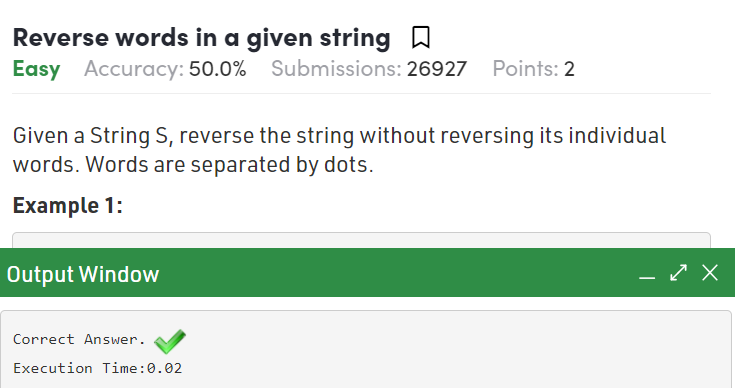 Reverse words in a given string
Easy Accuracy: 50.0% Submissions: 26927 Points: 2
Given a String S, reverse the string without reversing its individual
words. Words are separated by dots.
Example 1:
Output Window
Correct Answer.
Execution Time:0.02